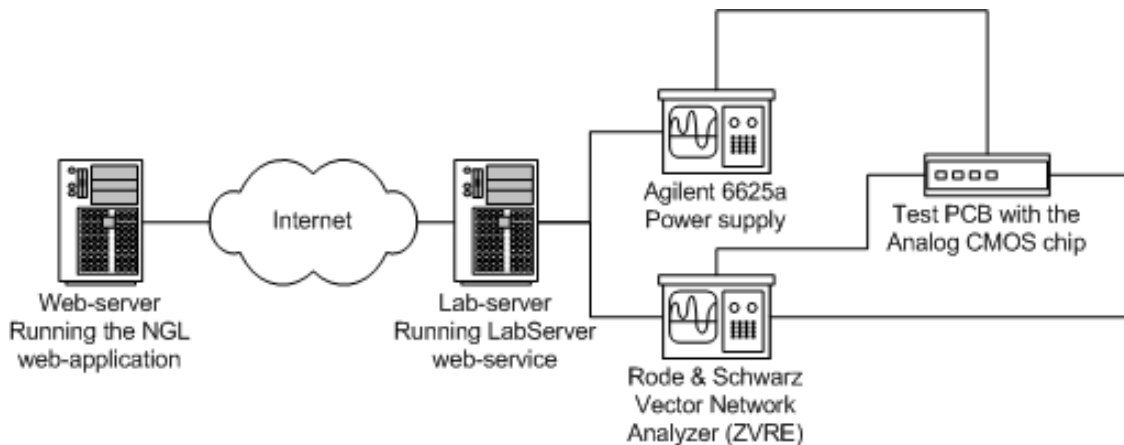 Internet
Web-server
Running the NGL
web-application
Lab-server
Running LabServer
web-service
Agilent 6625a
Power supply
Rode & Schwarz
Vector Network
Analyzer (ZVRE)
Test PCB with the
Analog CMOS chip